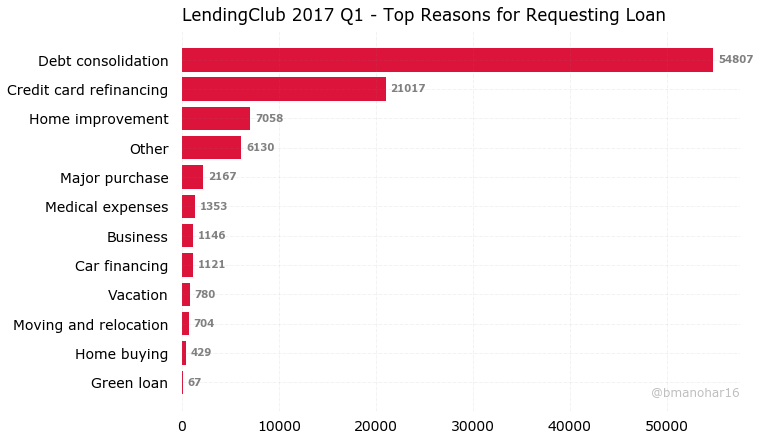 LendingClub 2017 Q1 - Top Reasons for Requesting Loan
Debt consolidation 54807
Credit card refinancing 21017
Home improvement 7058
Other 6130
Major purchase 2167
Medical expenses 1353
Business 1146
Car financing 1121
Vacation 780
Moving and relocation 704
Home buying 429
Green loan 67
@bmanohar16
0 10000 20000 30000 40000 50000